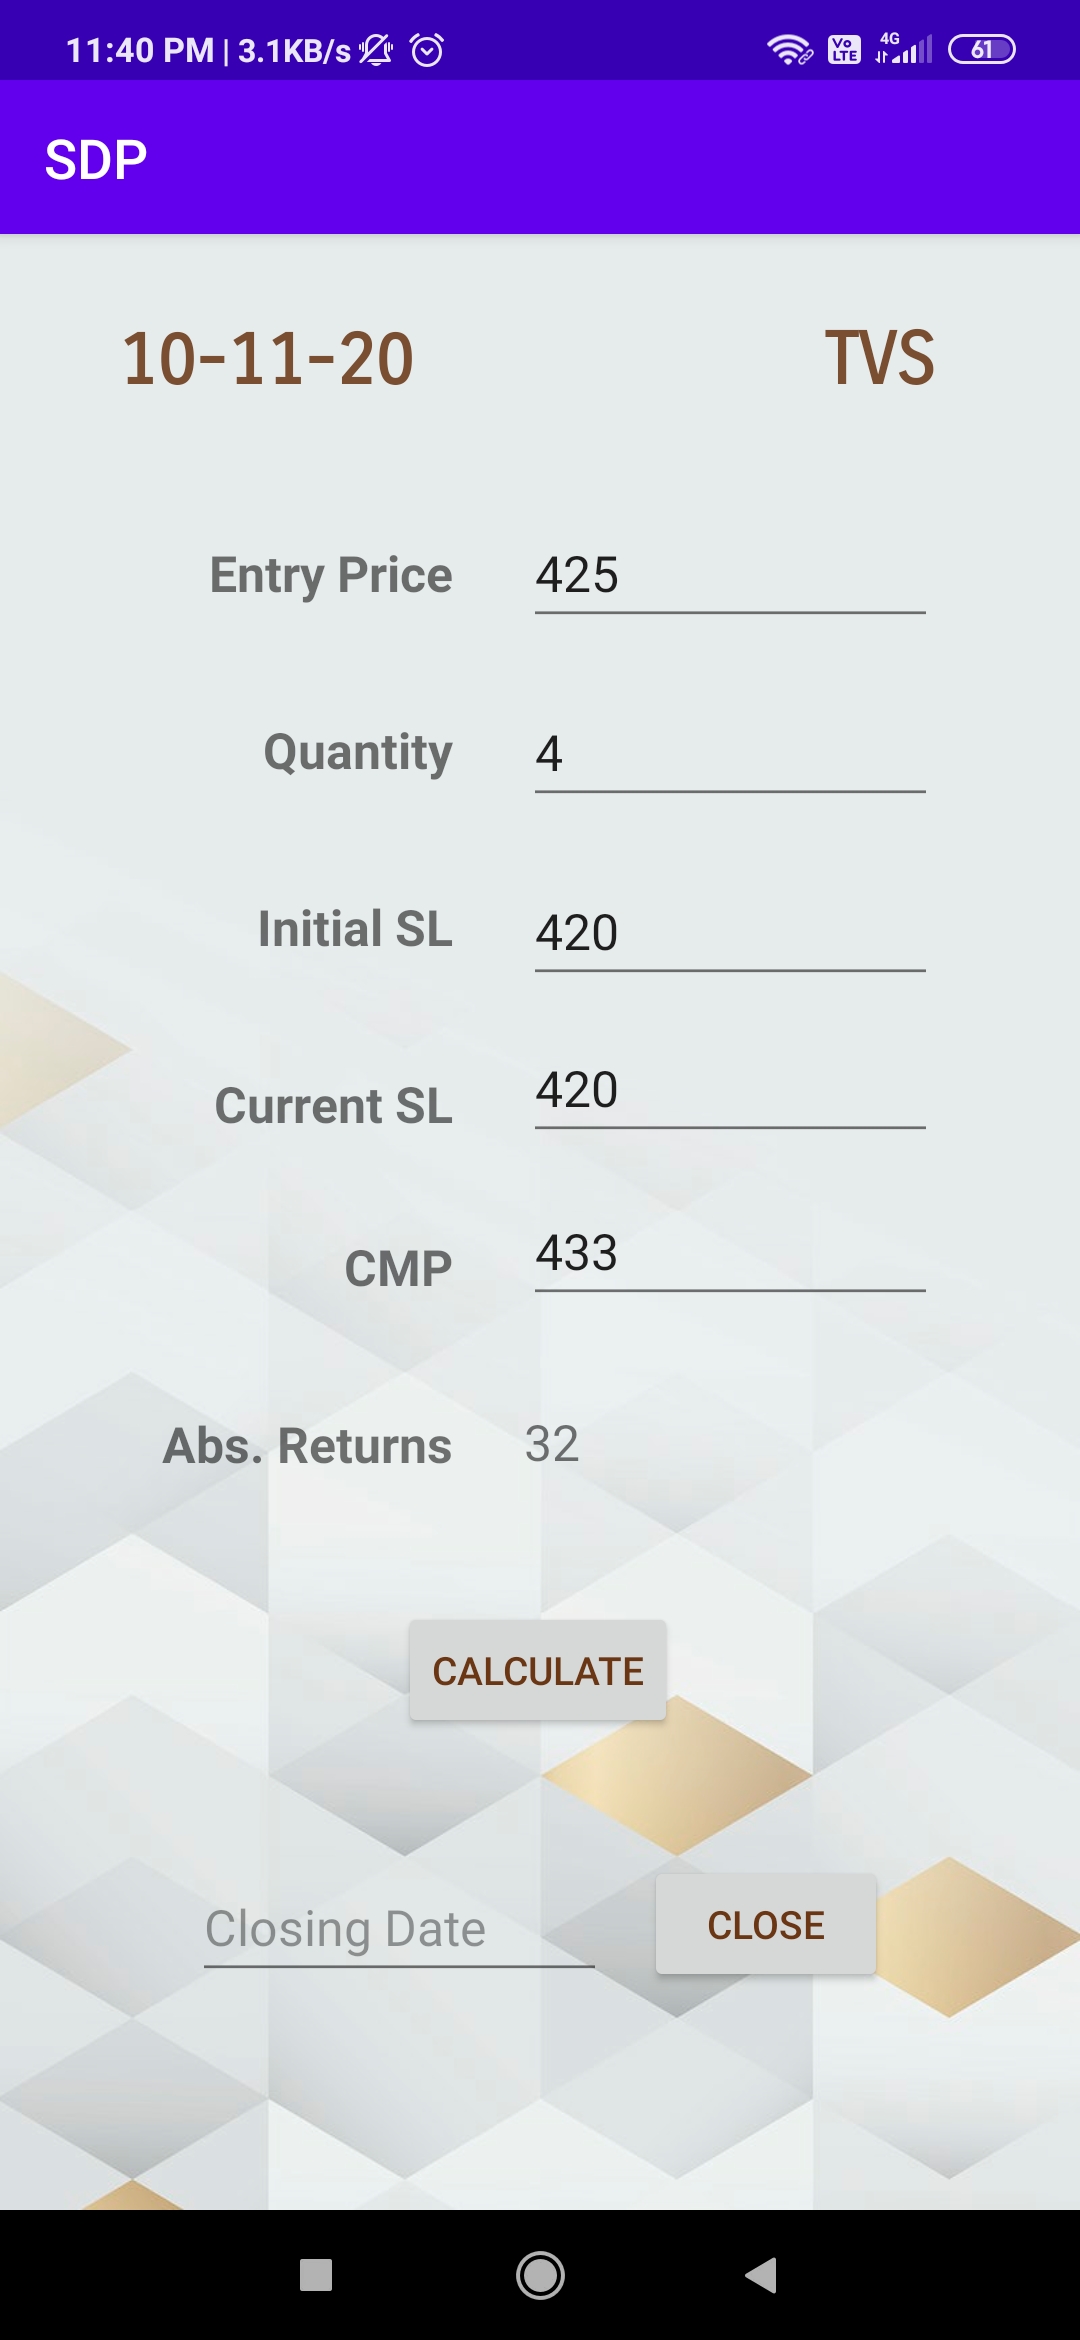 11:40 PM | 3.1KB/s Vo LTE 4G 61
SDP
10-11-20 TVS
Entry Price 425
Quantity 4
Initial SL 420
Current SL 420
CMP 433
Abs. Returns 32
CALCULATE
Closing Date CLOSE